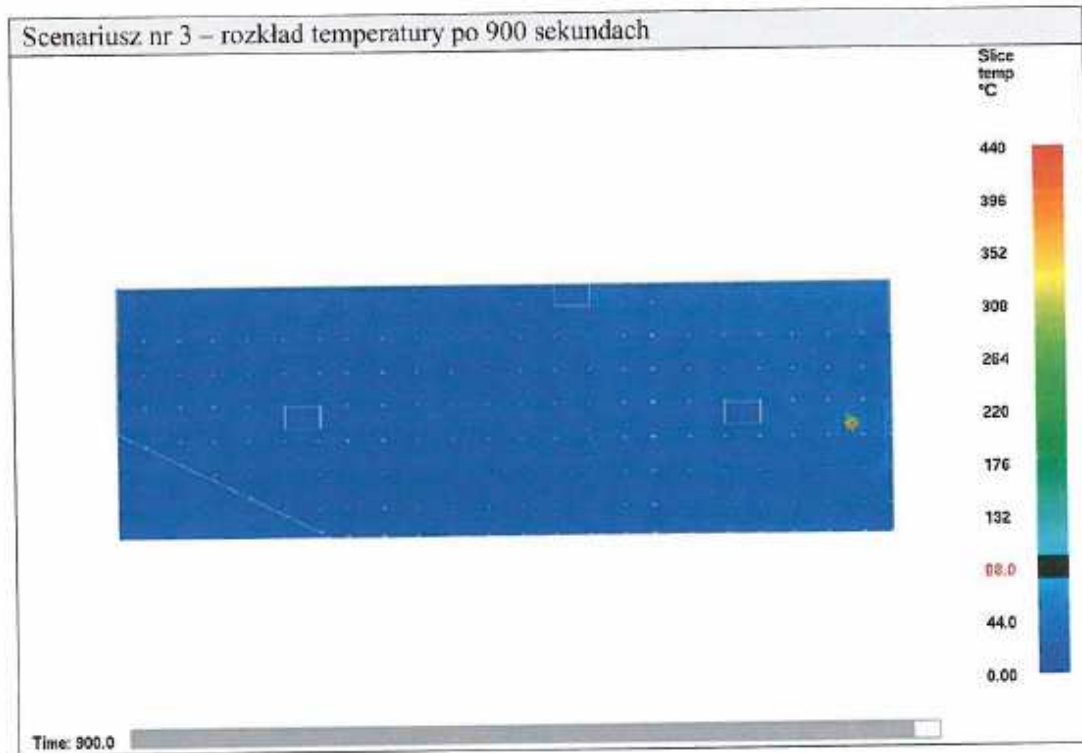 Scenariusz nr 3 – rozkład temperatury po 900 sekundach
Slice
temp
°C
440
396
352
308
264
220
176
132
88.0
44.0
0.00
Time: 900.0